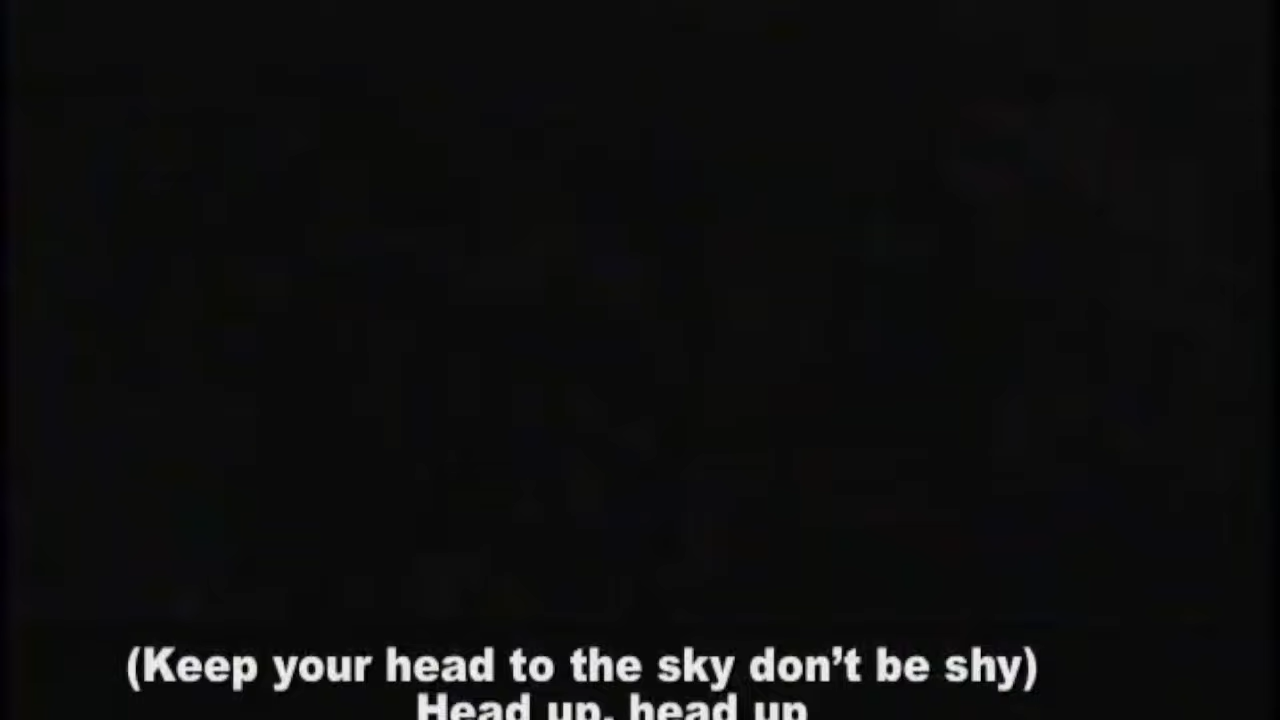 (Keep your head to the sky don’t be shy)
Head up, head up